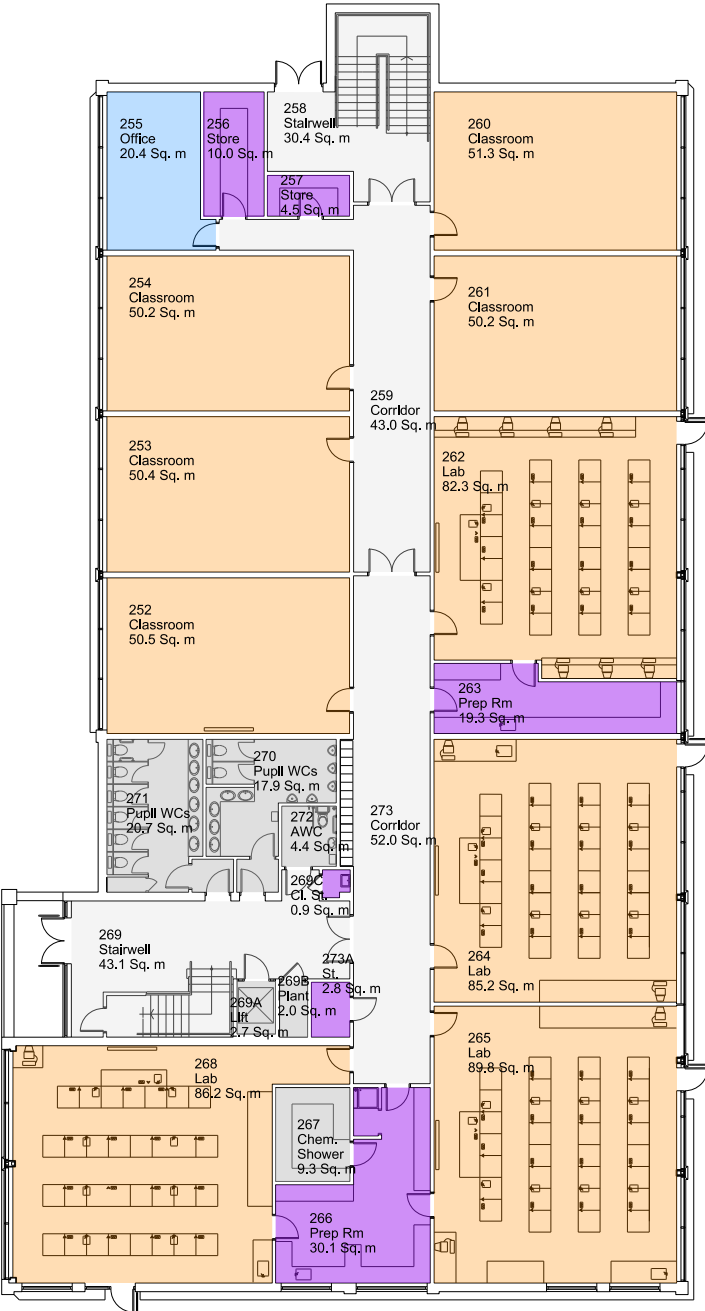 255
Office
20.4 Sq. m
256
Store
10.0 Sq. m
258
Stairwell
30.4 Sq. m
257
Store
4.5 Sq. m
260
Classroom
51.3 Sq. m
254
Classroom
50.2 Sq. m
261
Classroom
50.2 Sq. m
259
Corridor
43.0 Sq. m
253
Classroom
50.4 Sq. m
262
Lab
82.3 Sq. m
252
Classroom
50.5 Sq. m
263
Prep Rm
19.3 Sq. m
270
Pupil WCs
17.9 Sq. m
271
Pupil WCs
20.7 Sq. m
272
AWC
4.4 Sq. m
273
Corridor
52.0 Sq. m
269C
Cl. St.
0.9 Sq. m
269
Stairwell
43.1 Sq. m
273A
St.
2.8 Sq. m
264
Lab
85.2 Sq. m
269B
Plant
2.0 Sq. m
269A
Lift
2.7 Sq. m
265
Lab
89.8 Sq. m
268
Lab
86.2 Sq. m
267
Chem.
Shower
9.3 Sq. m
266
Prep Rm
30.1 Sq. m